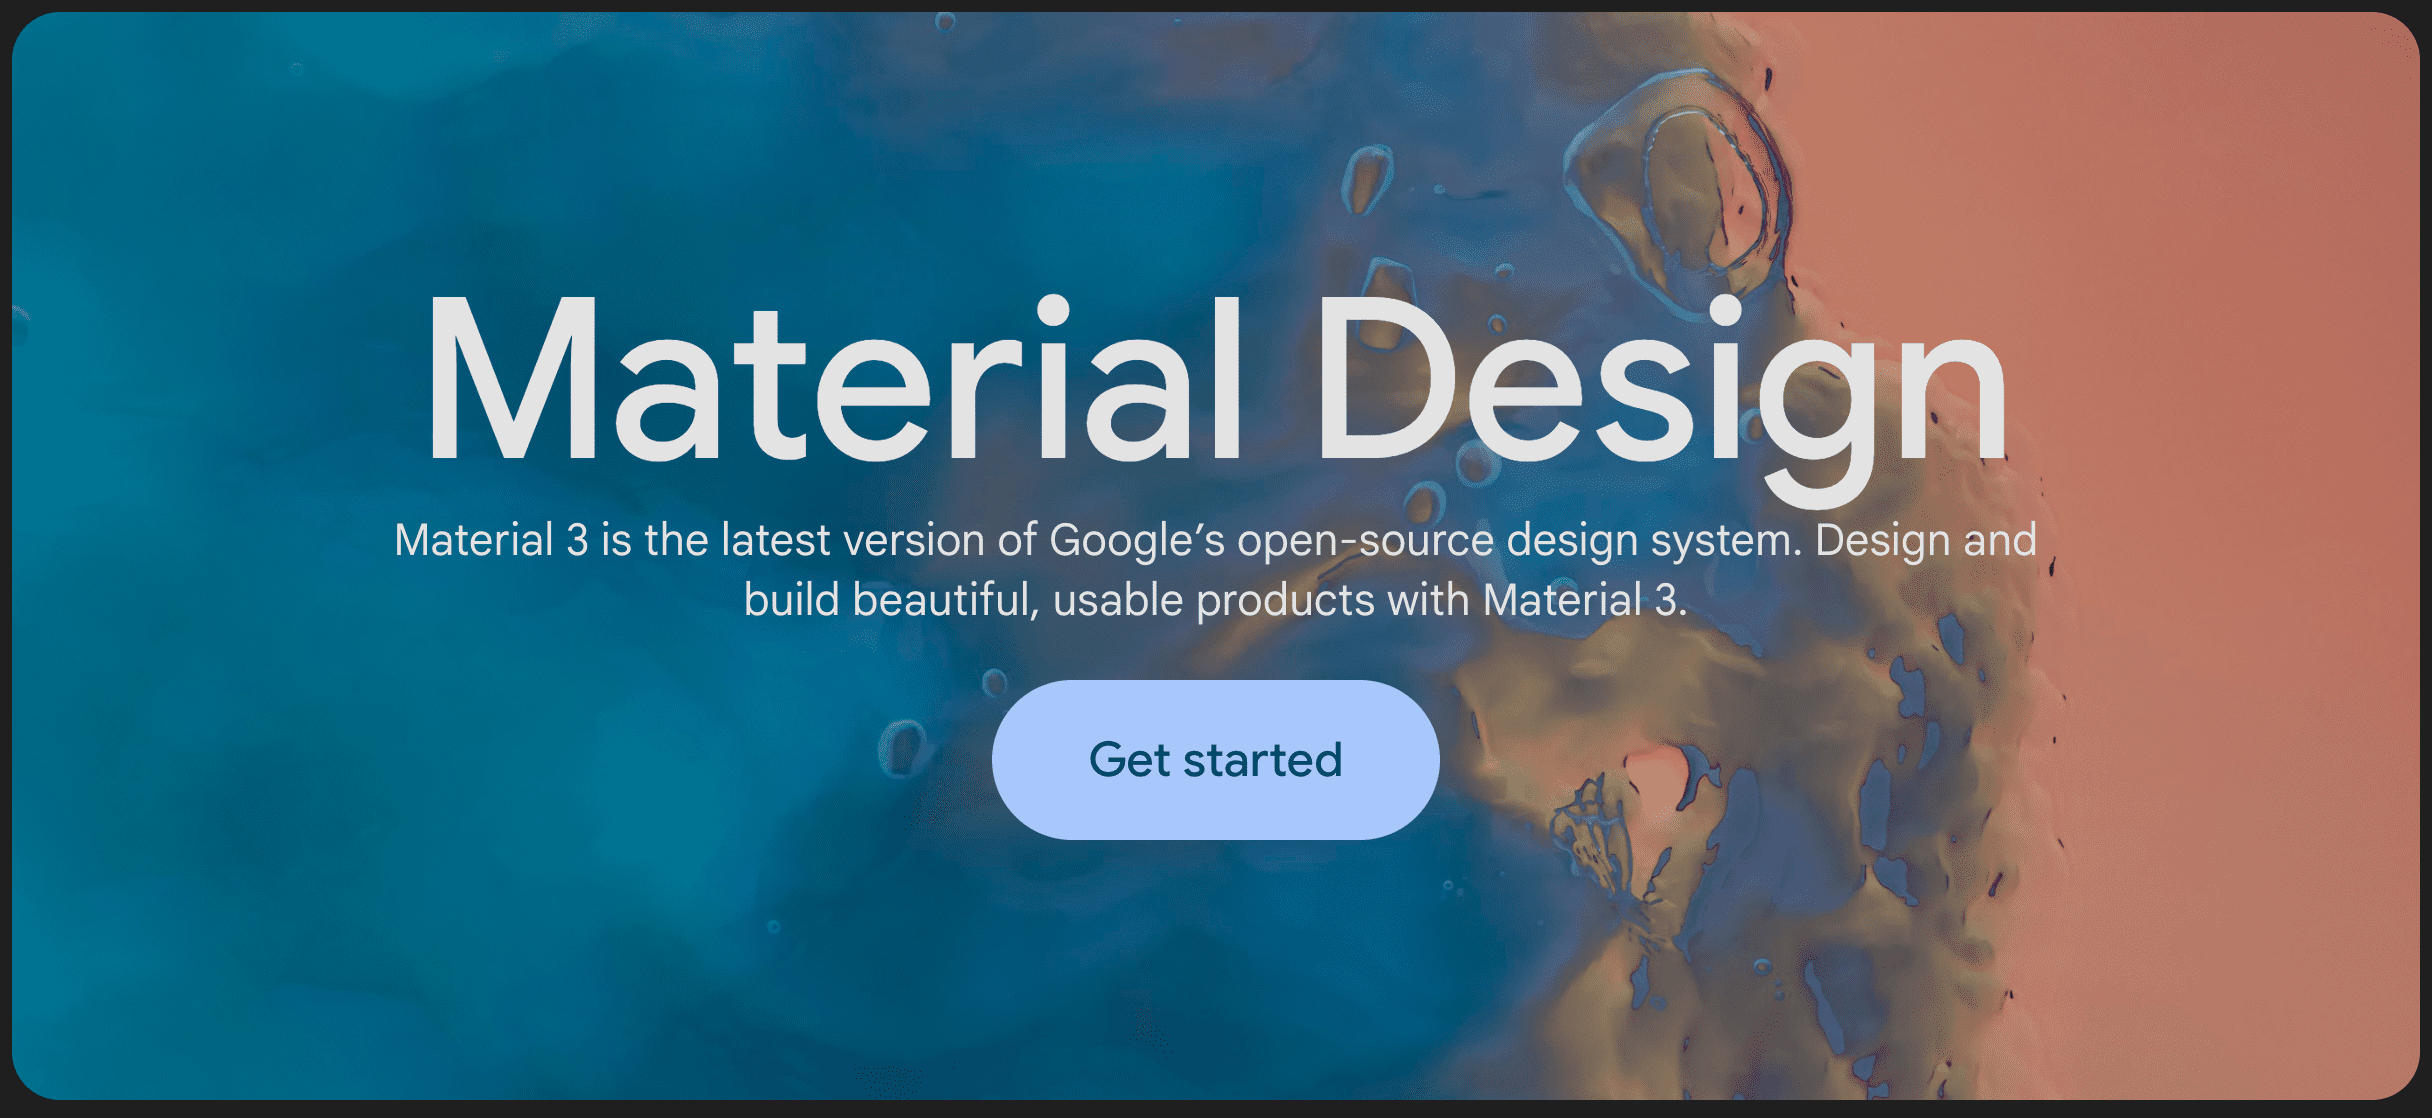 Material Design
Material 3 is the latest version of Google’s open-source design system. Design and
build beautiful, usable products with Material 3.
Get started